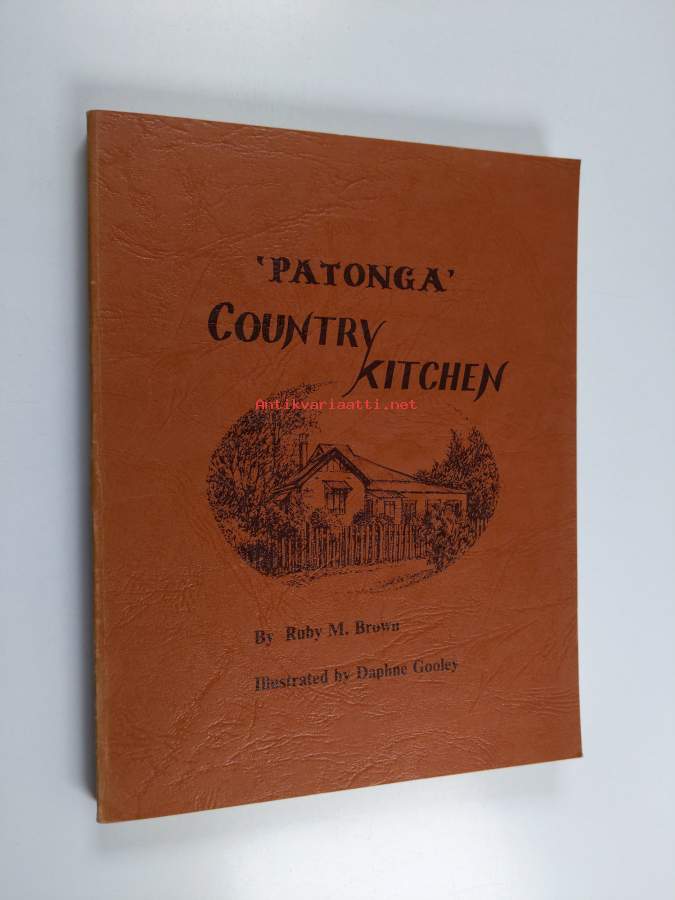 'PATONGA'
COUNTRY
KITCHEN
Antikvariaatti.net
By Ruby M. Brown
Illustrated by Daphne Gooley